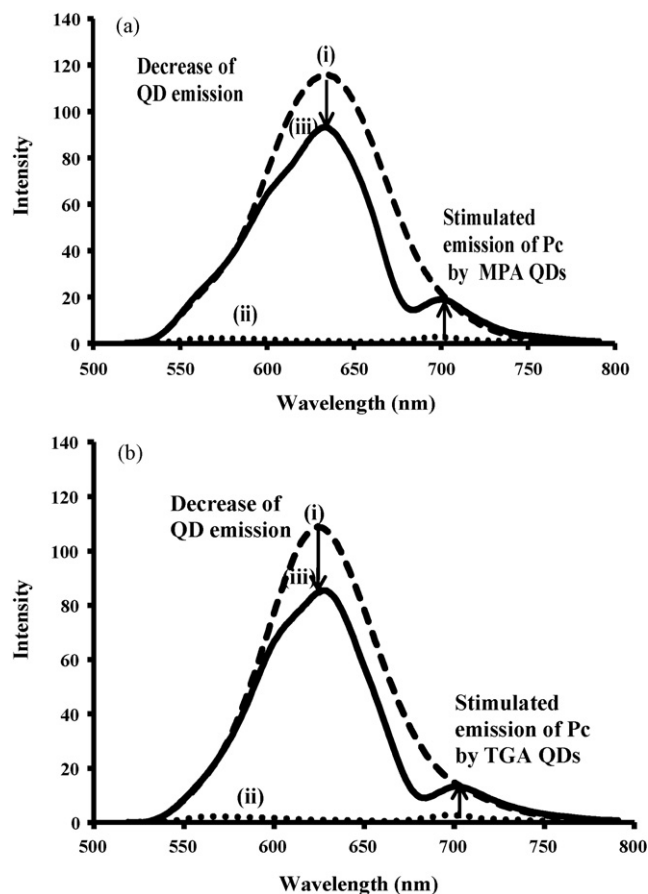 (a)
140
120
100
80
60
40
20
0
Intensity
Decrease of
QD emission
(i)
(iii)
(ii)
Stimulated
emission of Pc
by MPA QDs
500 550 600 650 700 750 800
Wavelength (nm)
(b)
140
120
100
80
60
40
20
0
Intensity
Decrease of
QD emission
(i)
(iii)
(ii)
Stimulated
emission of Pc
by TGA QDs
500 550 600 650 700 750 800
Wavelength (nm)